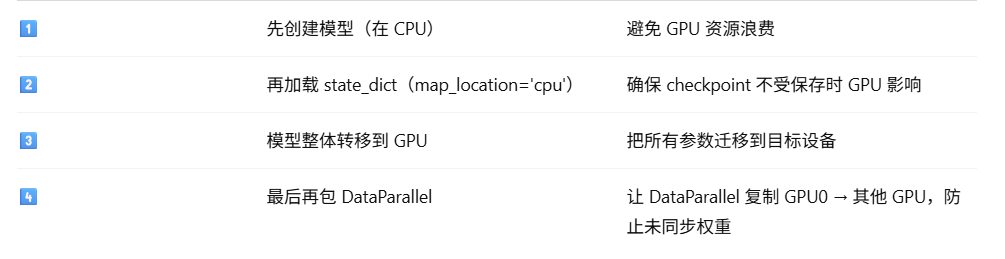 1 先创建模型（在 CPU） 避免 GPU 资源浪费
2 再加载 state_dict（map_location='cpu'） 确保 checkpoint 不受保存时 GPU 影响
3 模型整体转移到 GPU 把所有参数迁移到目标设备
4 最后再包 DataParallel 让 DataParallel 复制 GPU0 → 其他 GPU，防
止未同步权重